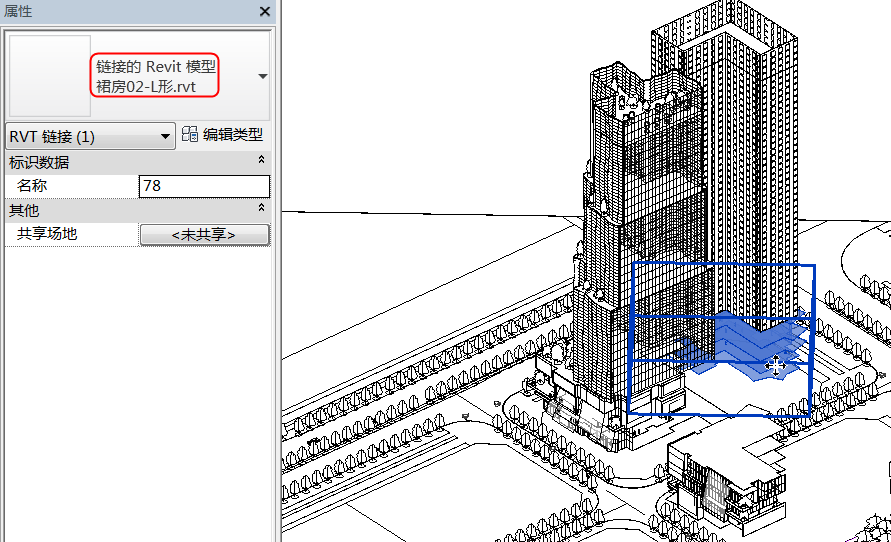 属性
链接的 Revit 模型
裙房02-L形.rvt
RVT 链接 (1)
编辑类型
标识数据
名称
78
其他
共享场地
<未共享>